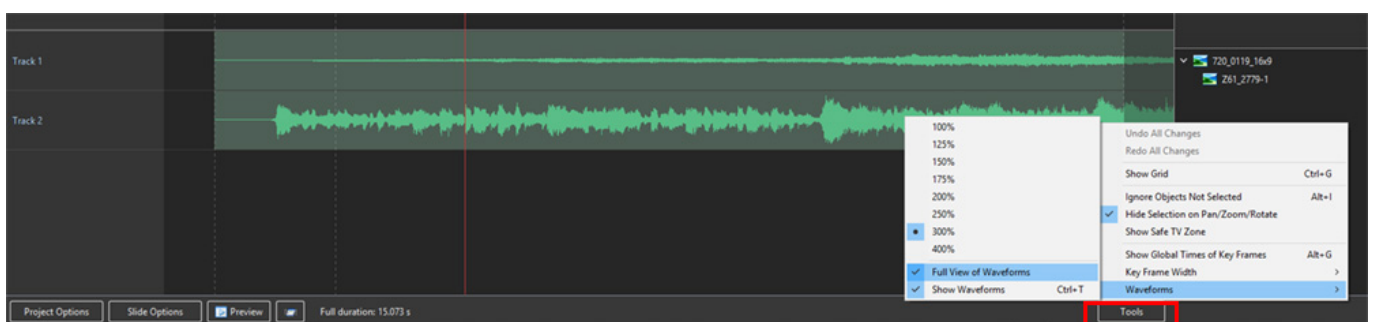 Track 1
720_0119_16x9
Z61_2779-1
Track 2
100%
125%
150%
175%
200%
250%
300%
400%
Full View of Waveforms
Show Waveforms Ctrl+T
Undo All Changes
Redo All Changes
Show Grid Ctrl+G
Ignore Objects Not Selected Alt+I
Hide Selection on Pan/Zoom/Rotate
Show Safe TV Zone
Show Global Times of Key Frames Alt+G
Key Frame Width
Waveforms
Project Options Slide Options Preview Full duration: 15.073 s Tools